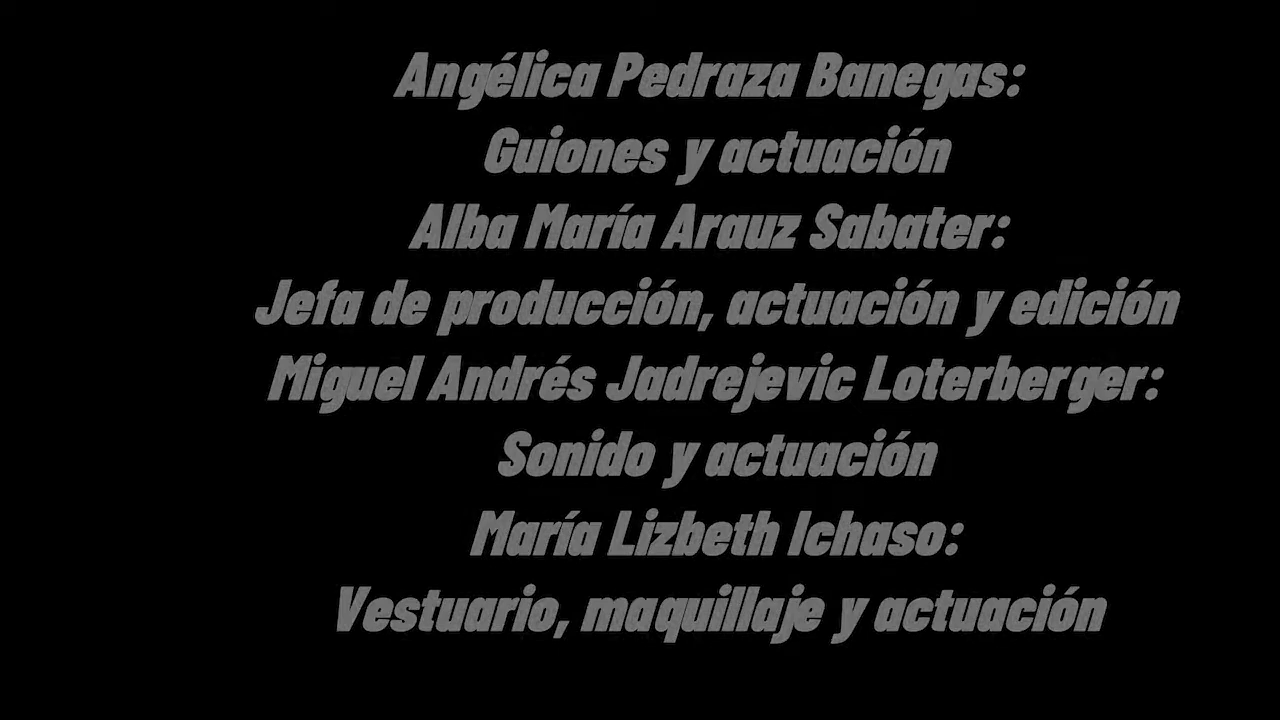 Angélica Pedraza Banegas:
Guiones y actuación
Alba María Arauz Sabater:
Jefa de producción, actuación y edición
Miguel Andrés Jadrejevic Loterberger:
Sonido y actuación
María Lizbeth Ichaso:
Vestuario, maquillaje y actuación